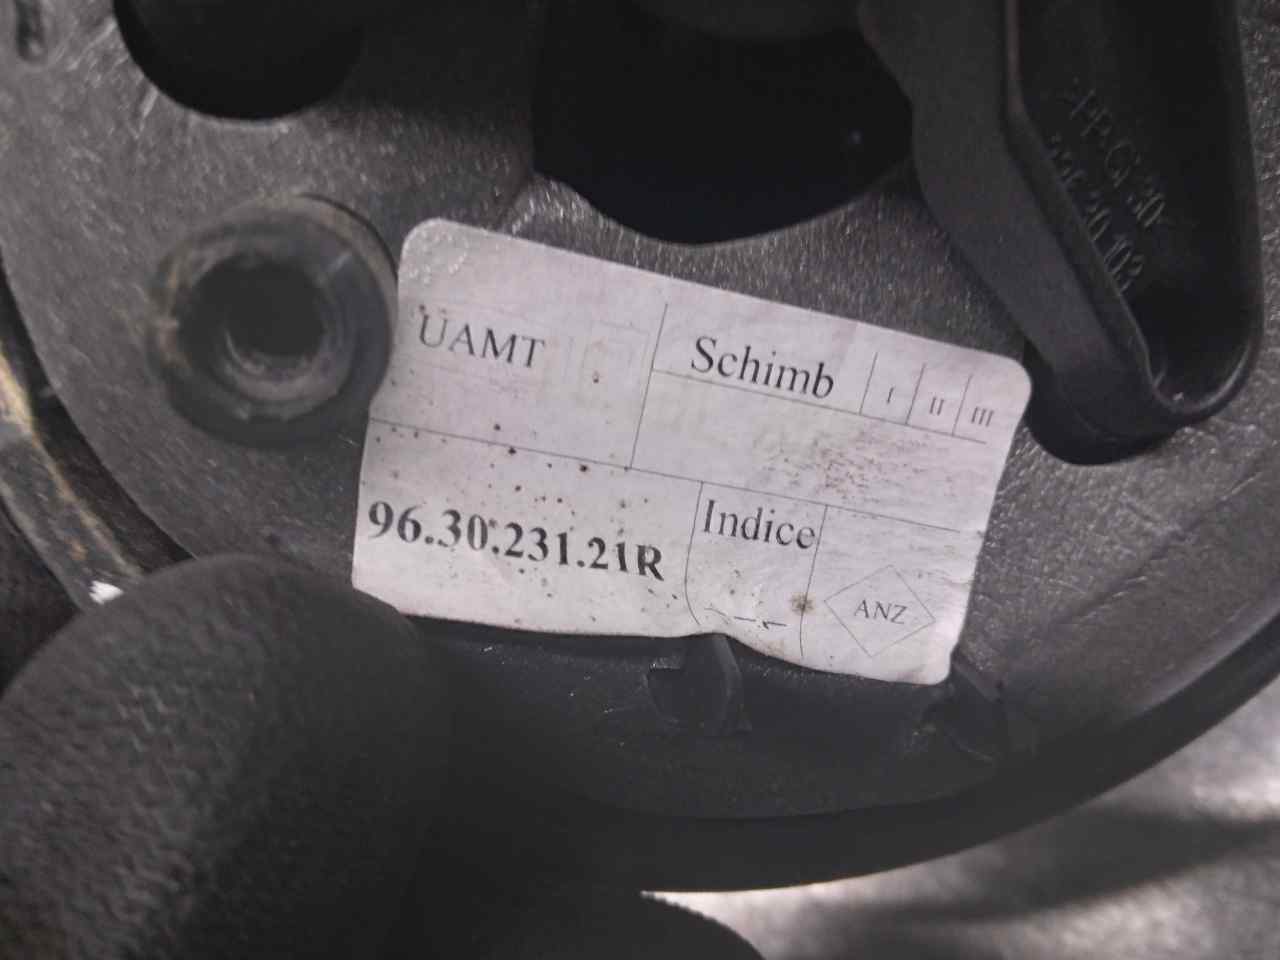 UAMT
Schimb
I
II
III
96.30.231.21R
Indice
ANZ